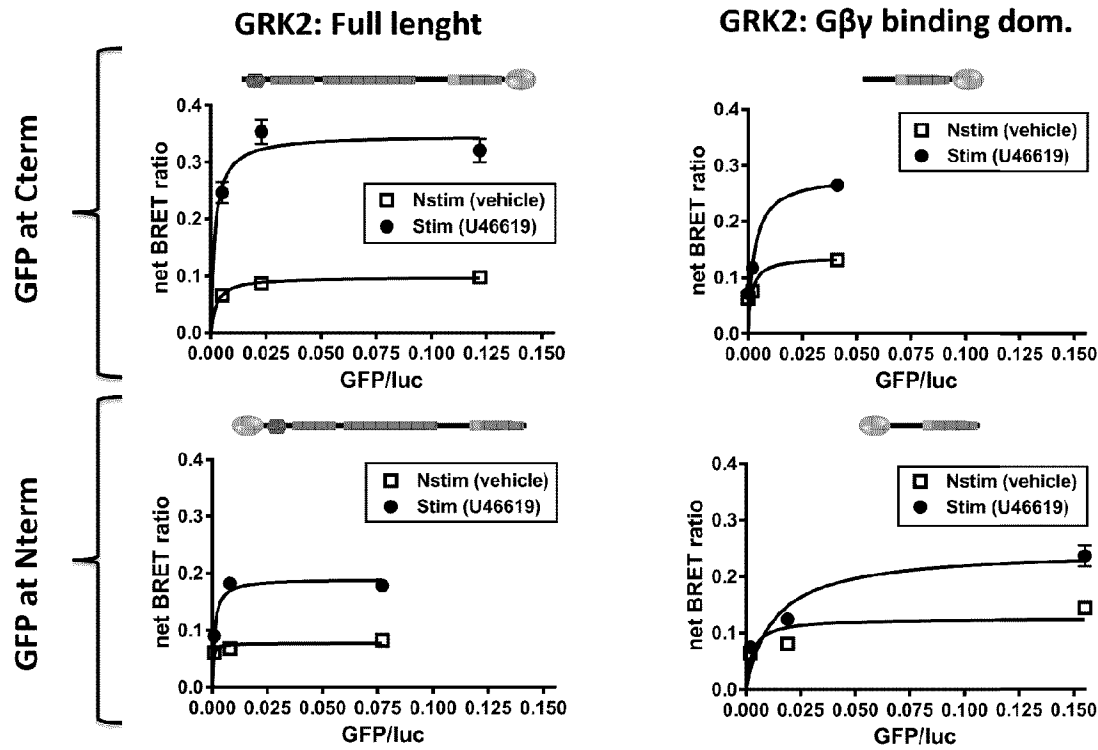 GRK2: Full lenght
GRK2: Gβγ binding dom.
GFP at Cterm
net BRET ratio
0.4
0.3
0.2
0.1
0.0
Nstim (vehicle)
Stim (U46619)
0.000 0.025 0.050 0.075 0.100 0.125 0.150
GFP/luc
net BRET ratio
0.4
0.3
0.2
0.1
0.0
Nstim (vehicle)
Stim (U46619)
0.000 0.025 0.050 0.075 0.100 0.125 0.150
GFP/luc
GFP at Nterm
net BRET ratio
0.4
0.3
0.2
0.1
0.0
Nstim (vehicle)
Stim (U46619)
0.000 0.025 0.050 0.075 0.100 0.125 0.150
GFP/luc
net BRET ratio
0.4
0.3
0.2
0.1
0.0
Nstim (vehicle)
Stim (U46619)
0.000 0.025 0.050 0.075 0.100 0.125 0.150
GFP/luc